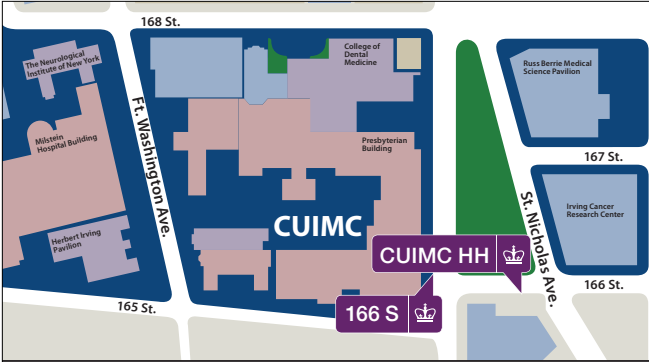 168 St.
The Neurological
Institute of New York
College of
Dental
Medicine
Russ Berrie Medical
Science Pavilion
Ft. Washington Ave.
Milstein
Hospital Building
Presbyterian
Building
167 St.
St. Nicholas Ave.
Irving Cancer
Research Center
CUIMC
Herbert Irving
Pavilion
CUIMC HH
166 St.
165 St.
166 S